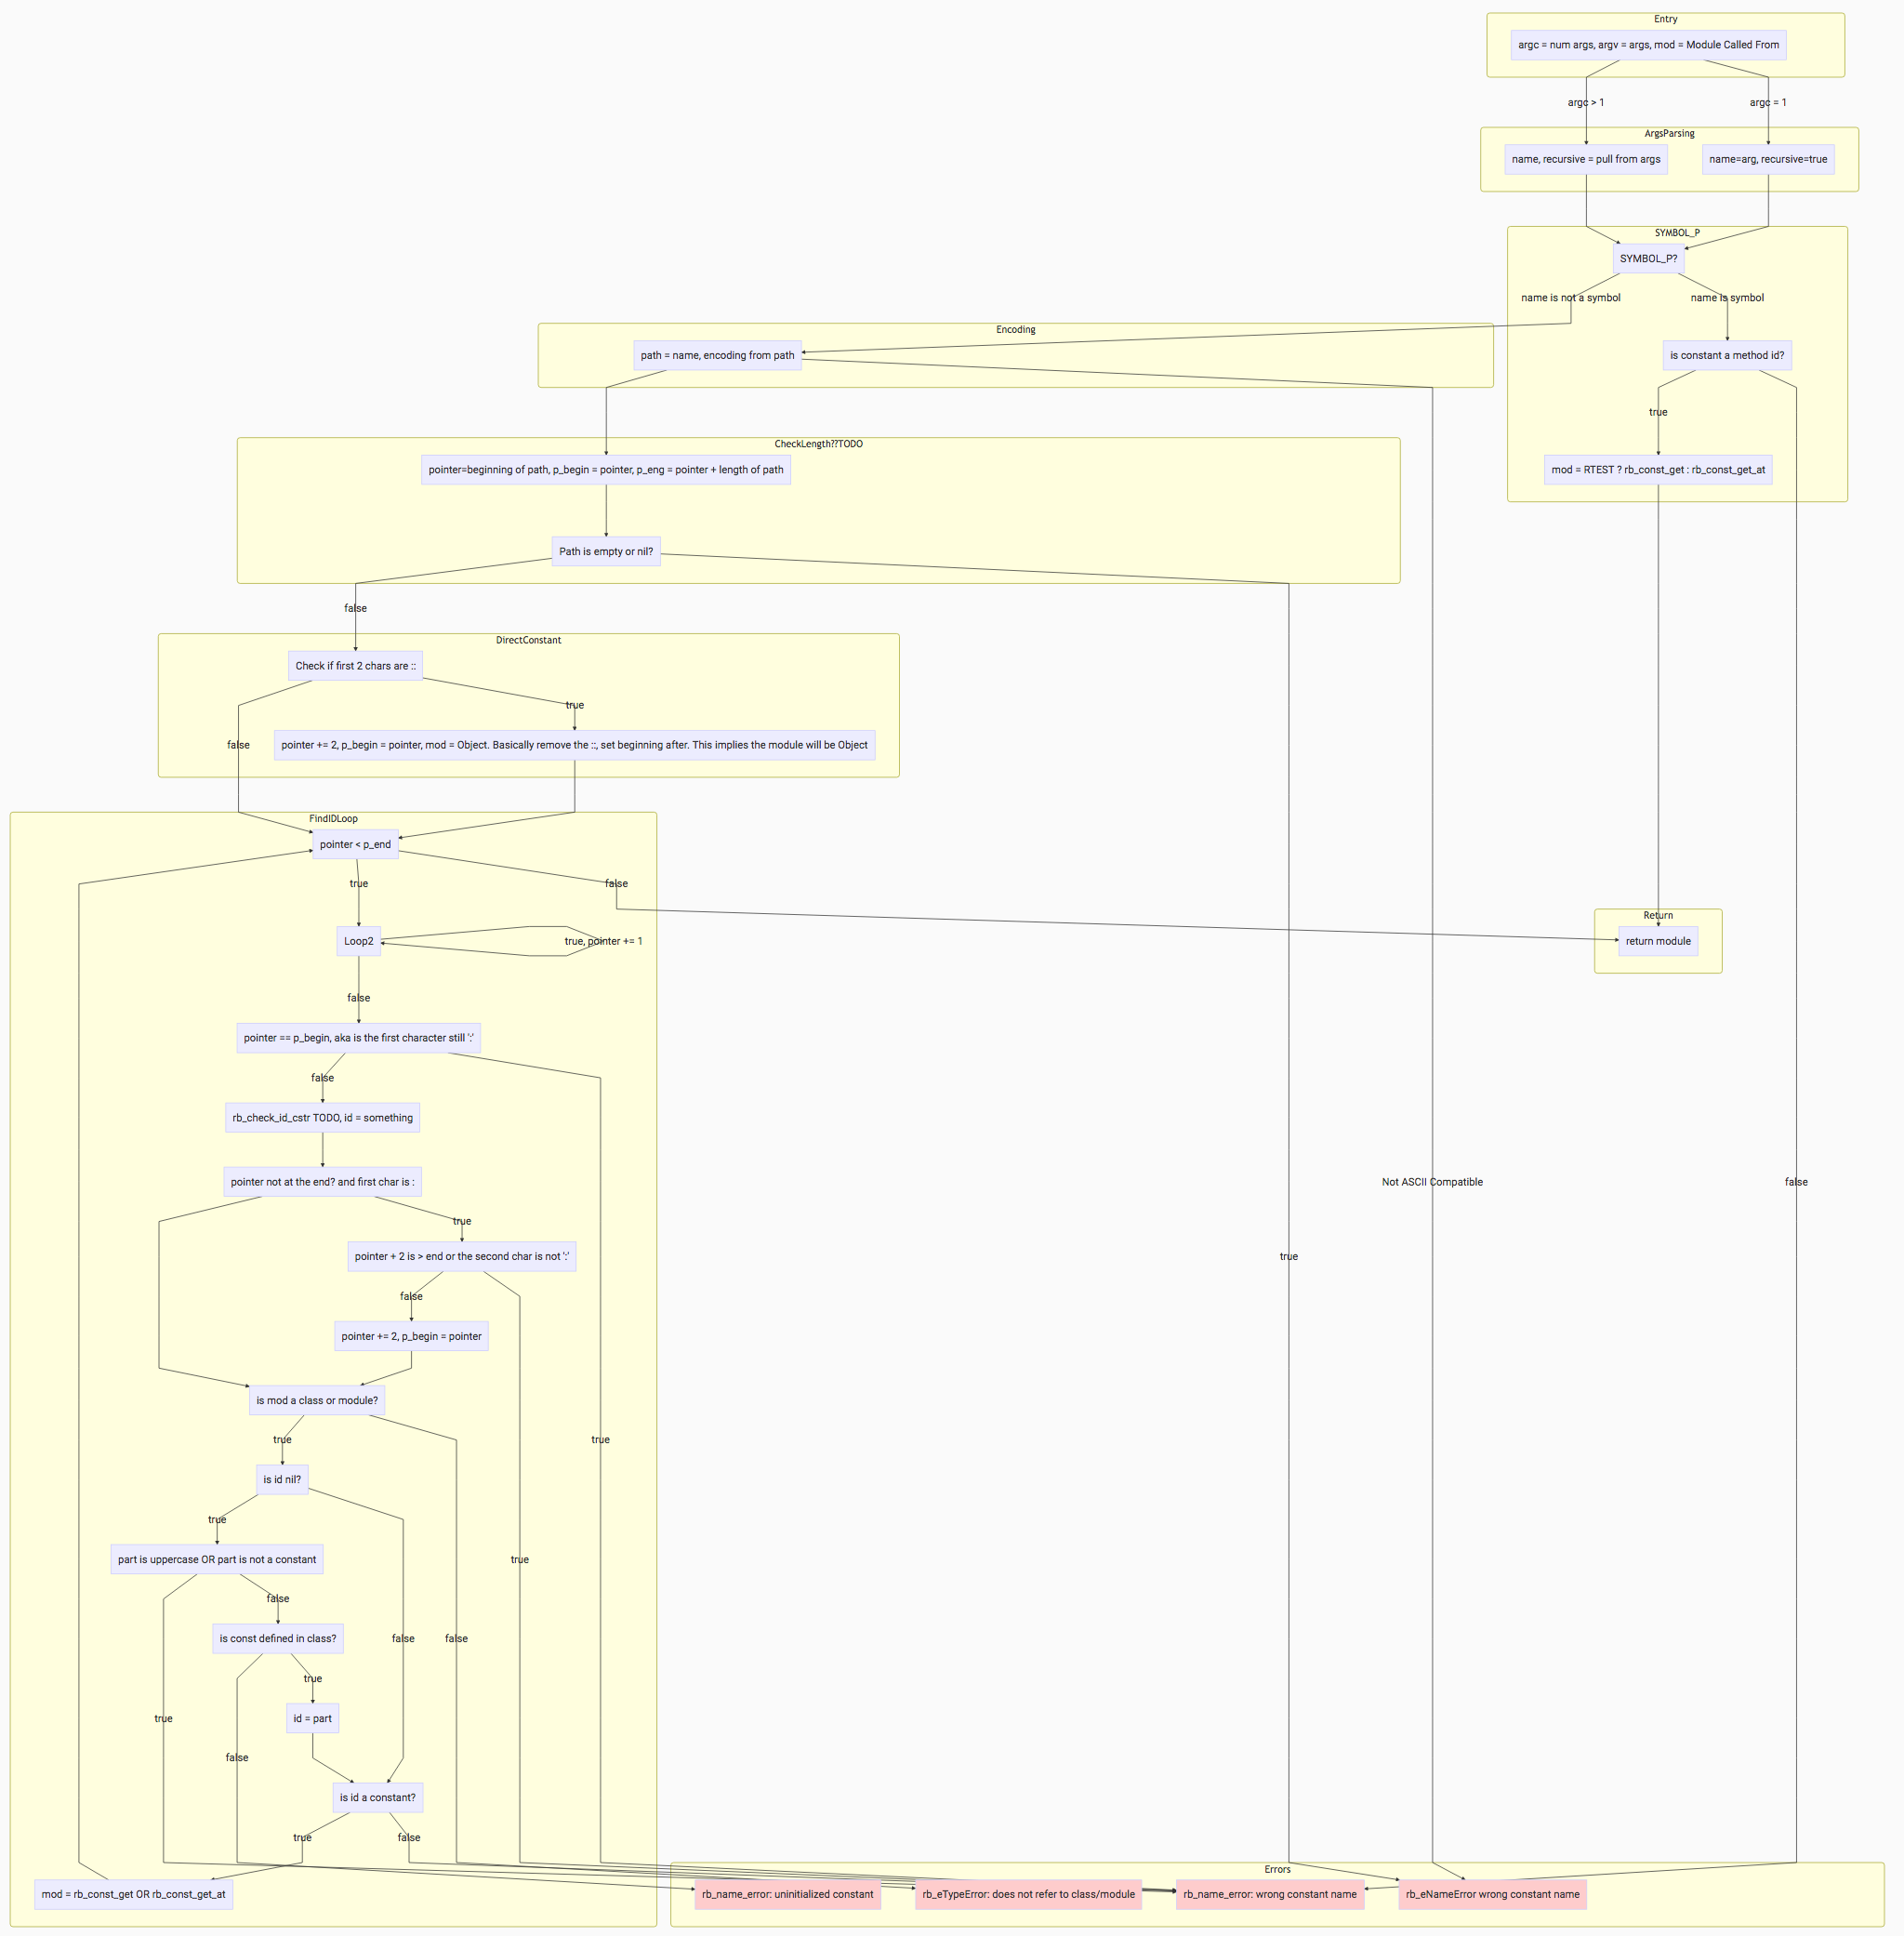 Entry
argc = num args, argv = args, mod = Module Called From
argc > 1
argc = 1
ArgsParsing
name, recursive = pull from args
name=arg, recursive=true
SYMBOL_P
SYMBOL_P?
name is not a symbol
name is symbol
Encoding
path = name, encoding from path
is constant a method id?
true
CheckLength??TODO
pointer=beginning of path, p_begin = pointer, p_eng = pointer + length of path
mod = RTEST ? rb_const_get : rb_const_get_at
Path is empty or nil?
false
DirectConstant
Check if first 2 chars are ::
true
false
pointer += 2, p_begin = pointer, mod = Object. Basically remove the ::, set beginning after. This implies the module will be Object
FindIDLoop
pointer < p_end
true
false
Return
Loop2
true, pointer += 1
return module
false
pointer == p_begin, aka is the first character still ':'
false
rb_check_id_cstr TODO, id = something
pointer not at the end? and first char is :
Not ASCII Compatible
false
true
pointer + 2 is > end or the second char is not ':'
true
false
pointer += 2, p_begin = pointer
is mod a class or module?
true
true
is id nil?
true
part is uppercase OR part is not a constant
true
false
is const defined in class?
false
false
true
true
id = part
false
is id a constant?
true
false
Errors
mod = rb_const_get OR rb_const_get_at
rb_name_error: uninitialized constant
rb_eTypeError: does not refer to class/module
rb_name_error: wrong constant name
rb_eNameError wrong constant name